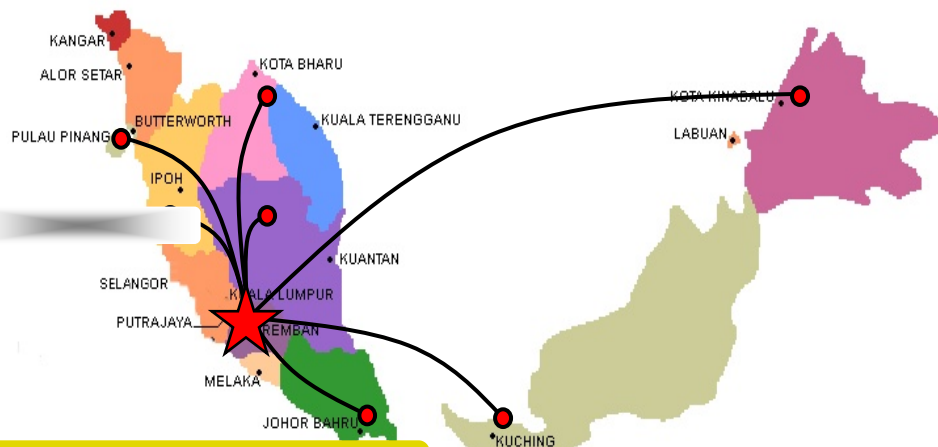 KANGAR
ALOR SETAR
KOTA BHARU
KOTA KINABALU
BUTTERWORTH
KUALA TERENGGANU
PULAU PINANG
LABUAN
IPOH
KUANTAN
SELANGOR
KUALA LUMPUR
PUTRAJAYA
REMBAN
MELAKA
JOHOR BAHRU
KUCHING